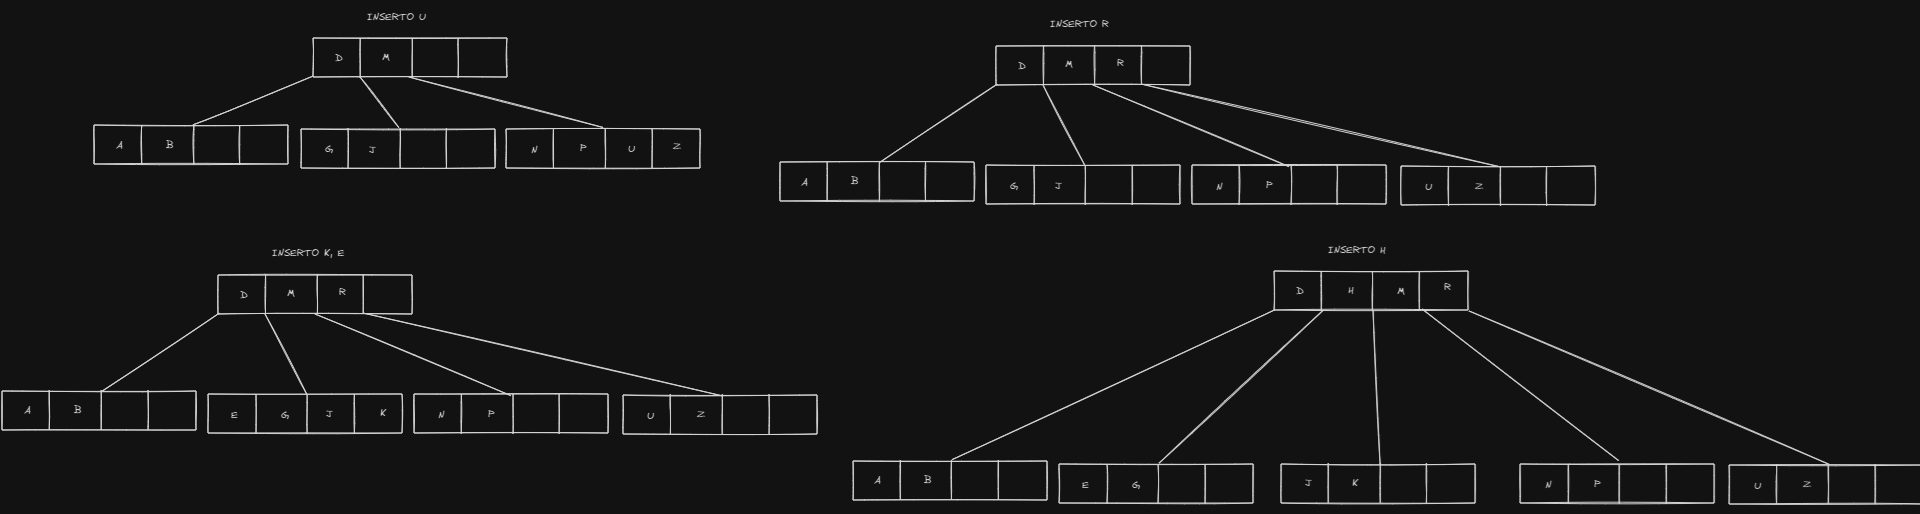 INSERTO U
D M
A B G J N P U Z
INSERTO R
D M R
A B G J N P U Z
INSERTO K, E
D M R
A B E G J K N P U Z
INSERTO H
D H M R
A B E G J K N P U Z